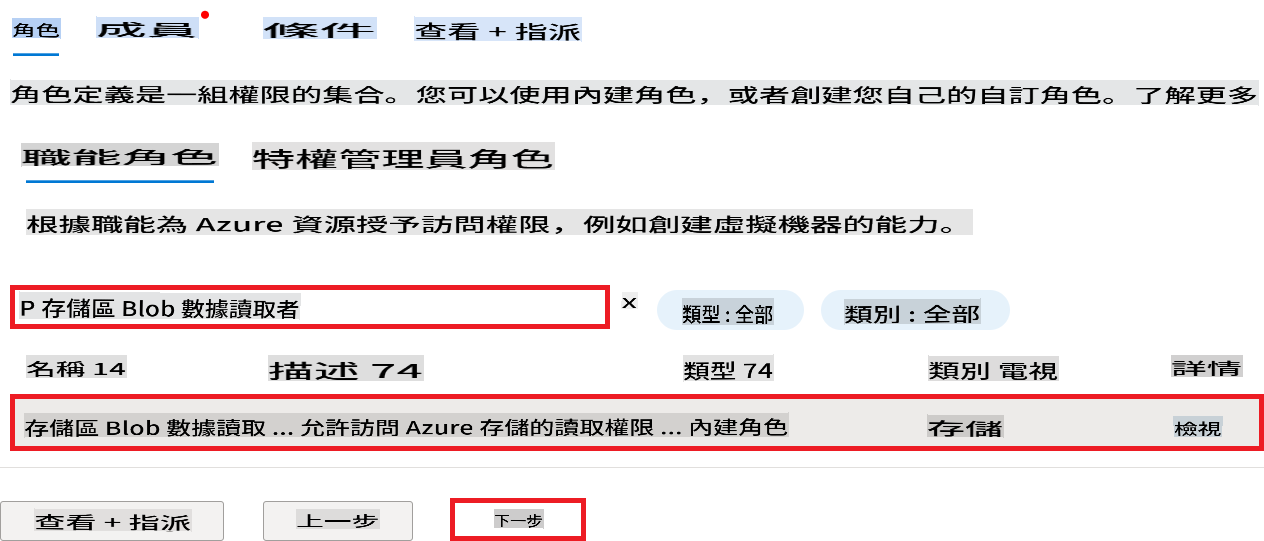 角色 成員 條件 查看 + 指派
角色定義是一組權限的集合。您可以使用內建角色，或者創建您自己的自訂角色。了解更多
職能角色 特權管理員角色
根據職能為 Azure 資源授予訪問權限，例如創建虛擬機器的能力。
P 存儲區 Blob 數據讀取者 x 類型 : 全部 類別 : 全部
名稱 14 描述 74 類型 74 類別 電視 詳情
存儲區 Blob 數據讀取 ... 允許訪問 Azure 存儲的讀取權限 ... 內建角色 存儲 檢視
查看 + 指派 上一步 下一步